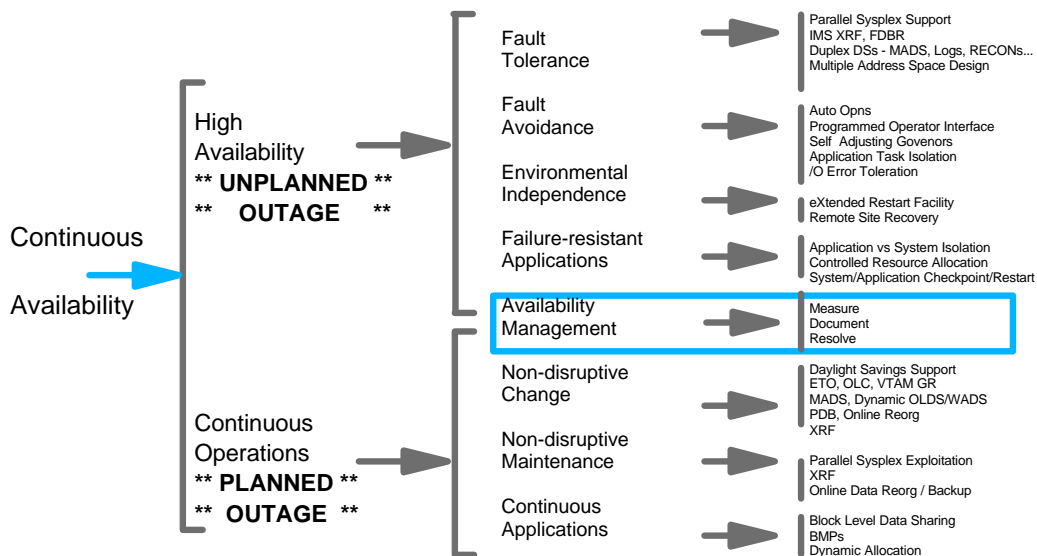 Continuous
Availability
High
Availability
** UNPLANNED **
** OUTAGE **
Continuous
Operations
** PLANNED **
** OUTAGE **
Fault
Tolerance
Parallel Sysplex Support
IMS XRF, FDBR
Duplex DSs - MADS, Logs, RECONs...
Multiple Address Space Design
Fault
Avoidance
Auto Opns
Programmed Operator Interface
Self Adjusting Govenors
Application Task Isolation
/O Error Toleration
Environmental
Independence
eXtended Restart Facility
Remote Site Recovery
Failure-resistant
Applications
Application vs System Isolation
Controlled Resource Allocation
System/Application Checkpoint/Restart
Availability
Management
Measure
Document
Resolve
Non-disruptive
Change
Daylight Savings Support
ETO, OLC, VTAM GR
MADS, Dynamic OLDS/WADS
PDB, Online Reorg
XRF
Non-disruptive
Maintenance
Parallel Sysplex Exploitation
XRF
Online Data Reorg / Backup
Continuous
Applications
Block Level Data Sharing
BMPs
Dynamic Allocation